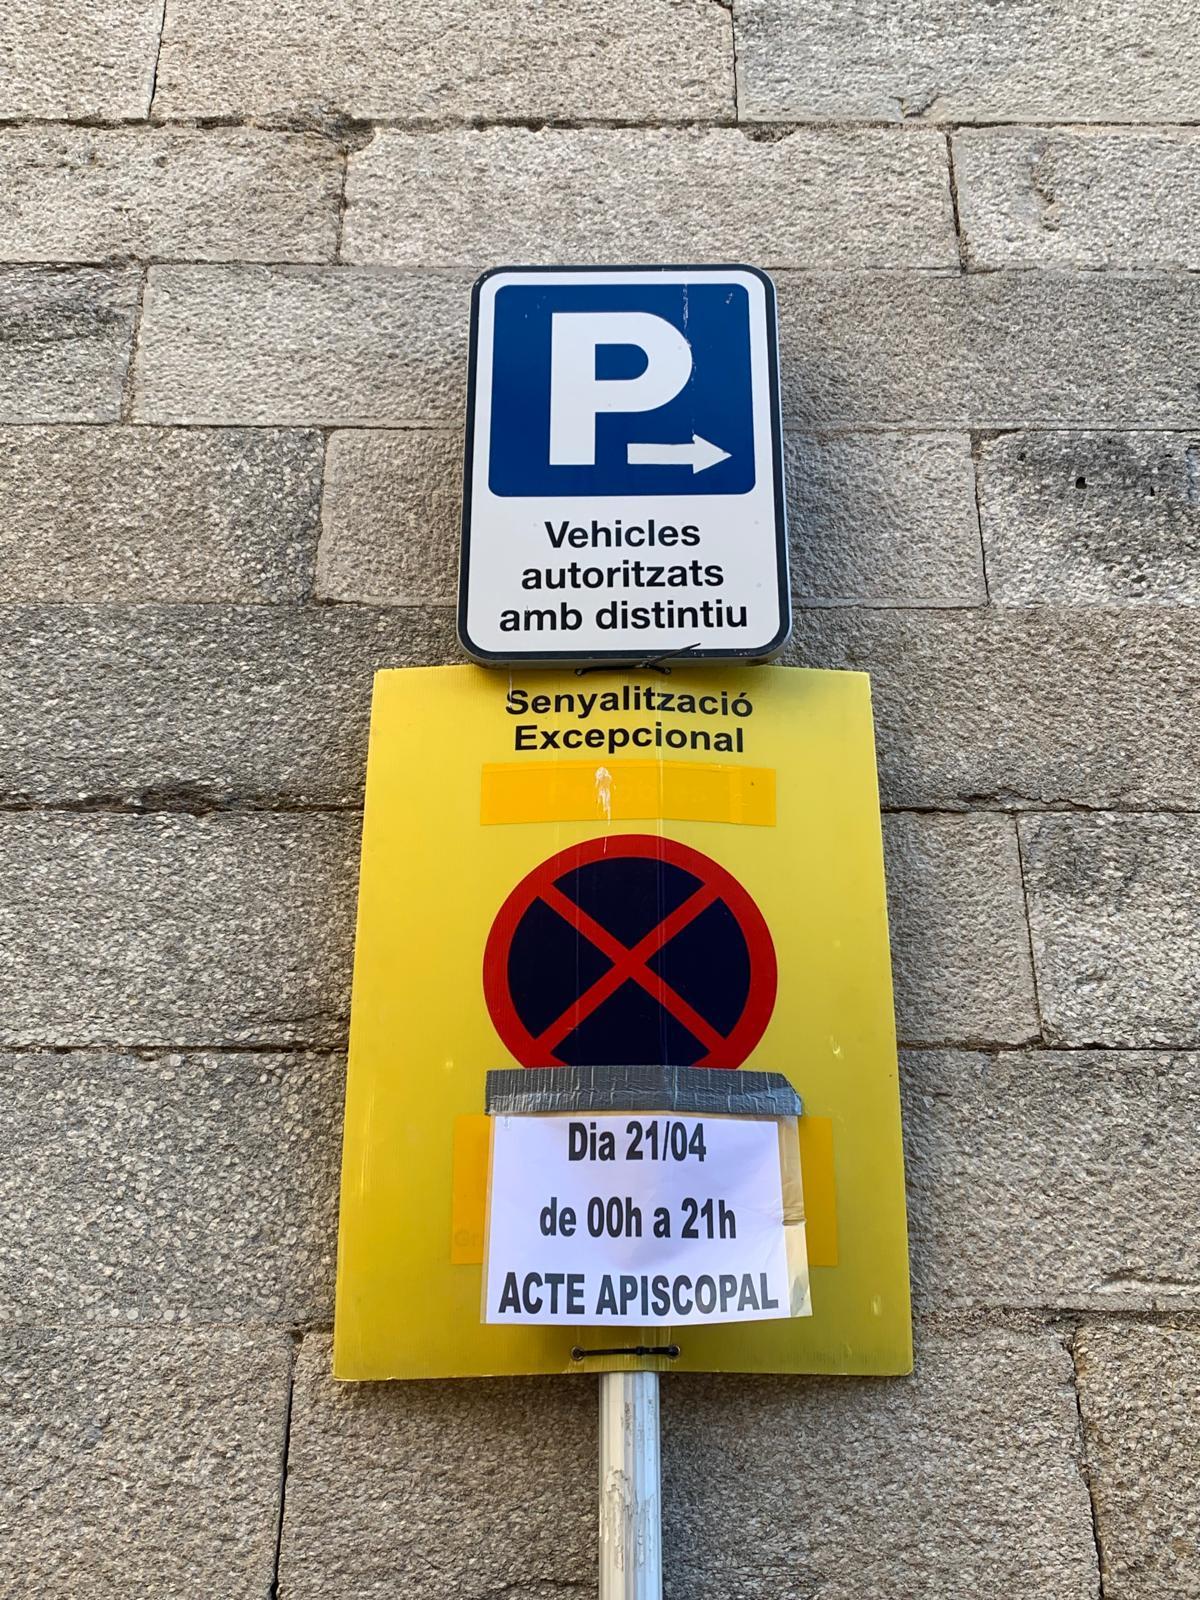 P
Vehicles
autoritzats
amb distintiu
Senyalització
Excepcional
Dia 21/04
de 00h a 21h
ACTE APISCOPAL